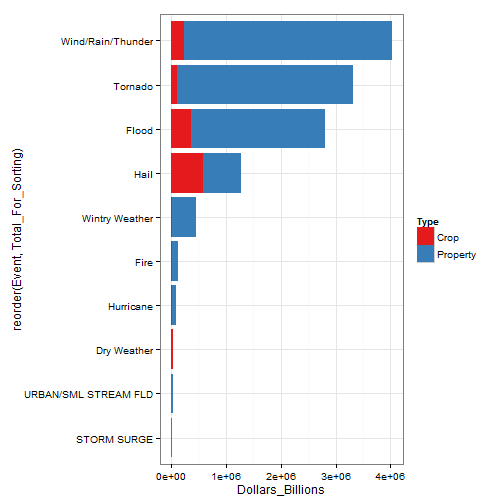 Wind/Rain/Thunder
Tornado
Flood
Hail
Wintry Weather
Fire
Hurricane
Dry Weather
URBAN/SML STREAM FLD
STORM SURGE
reorder(Event, Total_For_Sorting)
0e+00 1e+06 2e+06 3e+06 4e+06
Dollars_Billions
Type
Crop
Property